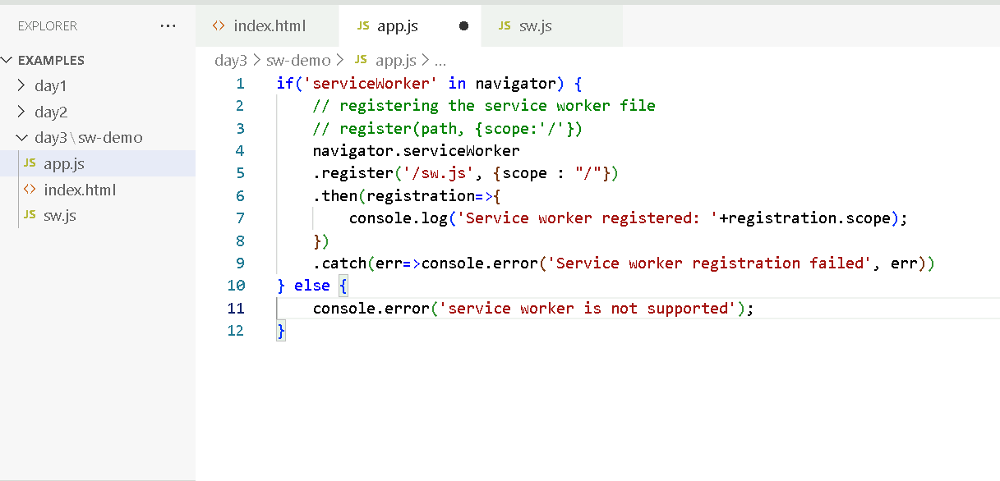 EXPLORER ...
EXAMPLES
day1
day2
day3\sw-demo
JS app.js
<> index.html
JS sw.js
<> index.html JS app.js ● JS sw.js
day3 > sw-demo > JS app.js > ...
1 if('serviceWorker' in navigator) {
2     // registering the service worker file
3     // register(path, {scope:'/'})
4     navigator.serviceWorker
5     .register('/sw.js', {scope : "/"})
6     .then(registration=>{
7         console.log('Service worker registered: '+registration.scope);
8     })
9     .catch(err=>console.error('Service worker registration failed', err))
10 } else {
11     console.error('service worker is not supported');
12 }